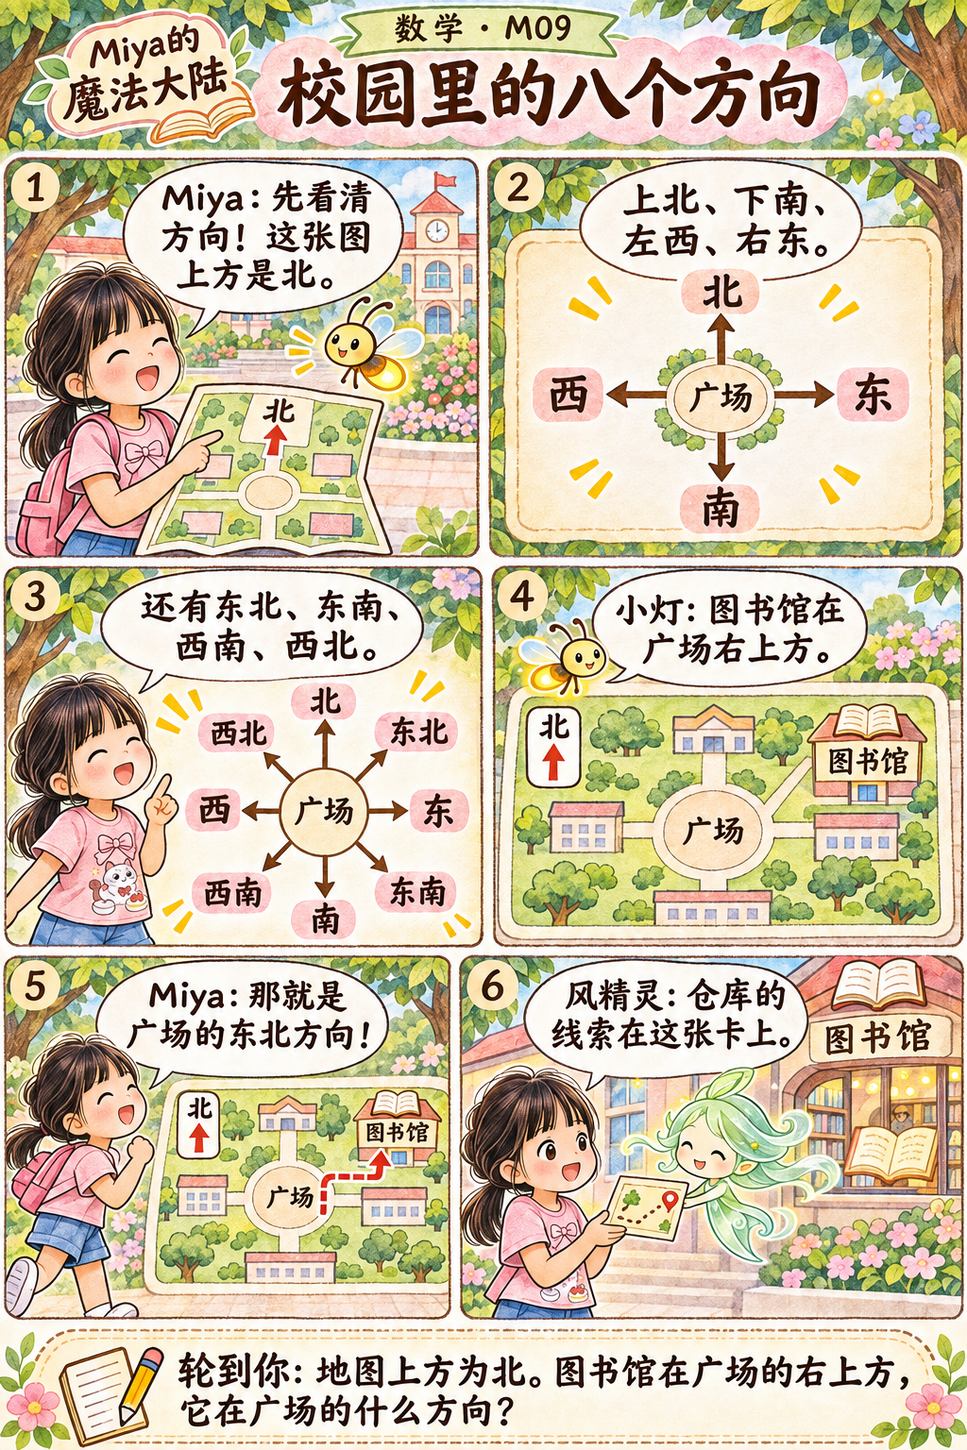 Miya的
魔法大陆
数学·M09
校园里的八个方向
1
Miya：先看清
方向！这张图
上方是北。
北
2
上北、下南、
左西、右东。
北
西
广场
东
南
3
还有东北、东南、
西南、西北。
北
西北
东北
西
广场
东
西南
东南
南
4
小灯：图书馆在
广场右上方。
北
图书馆
广场
5
Miya：那就是
广场的东北方向！
北
图书馆
广场
6
风精灵：仓库的
线索在这张卡上。
图书馆
轮到你：地图上方为北。图书馆在广场的右上方，
它在广场的什么方向？